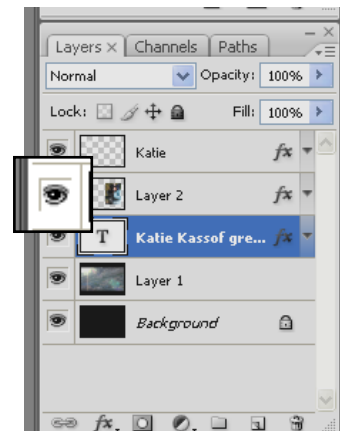 Layers × Channels Paths
Normal Opacity: 100%
Lock: Fill: 100%
Katie fx
Layer 2 fx
T Katie Kassof gre... fx
Layer 1
Background
fx.